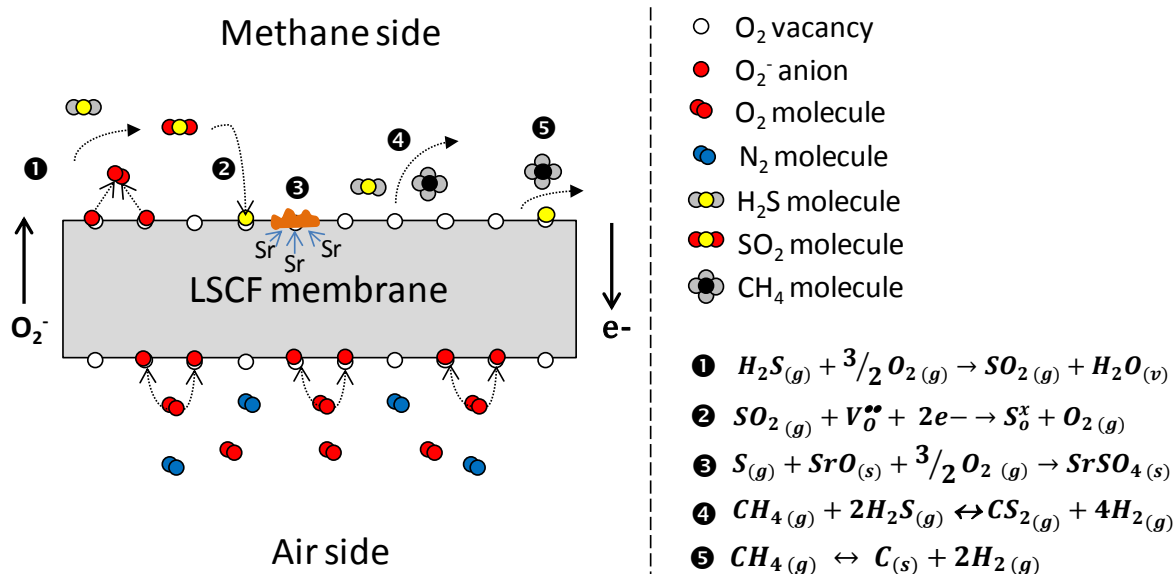 Methane side
❶
❷
❸
❹
❺
Sr
Sr
Sr
LSCF membrane
O₂⁻
e-
Air side
O₂ vacancy
O₂⁻ anion
O₂ molecule
N₂ molecule
H₂S molecule
SO₂ molecule
CH₄ molecule
❶ H₂S(g) + 3/2 O₂ (g) → SO₂ (g) + H₂O(v)
❷ SO₂ (g) + V_O^•• + 2e− → S_o^x + O₂ (g)
❸ S(g) + SrO(s) + 3/2 O₂ (g) → SrSO₄ (s)
❹ CH₄ (g) + 2H₂S(g) ↔ CS₂(g) + 4H₂(g)
❺ CH₄ (g) ↔ C(s) + 2H₂ (g)